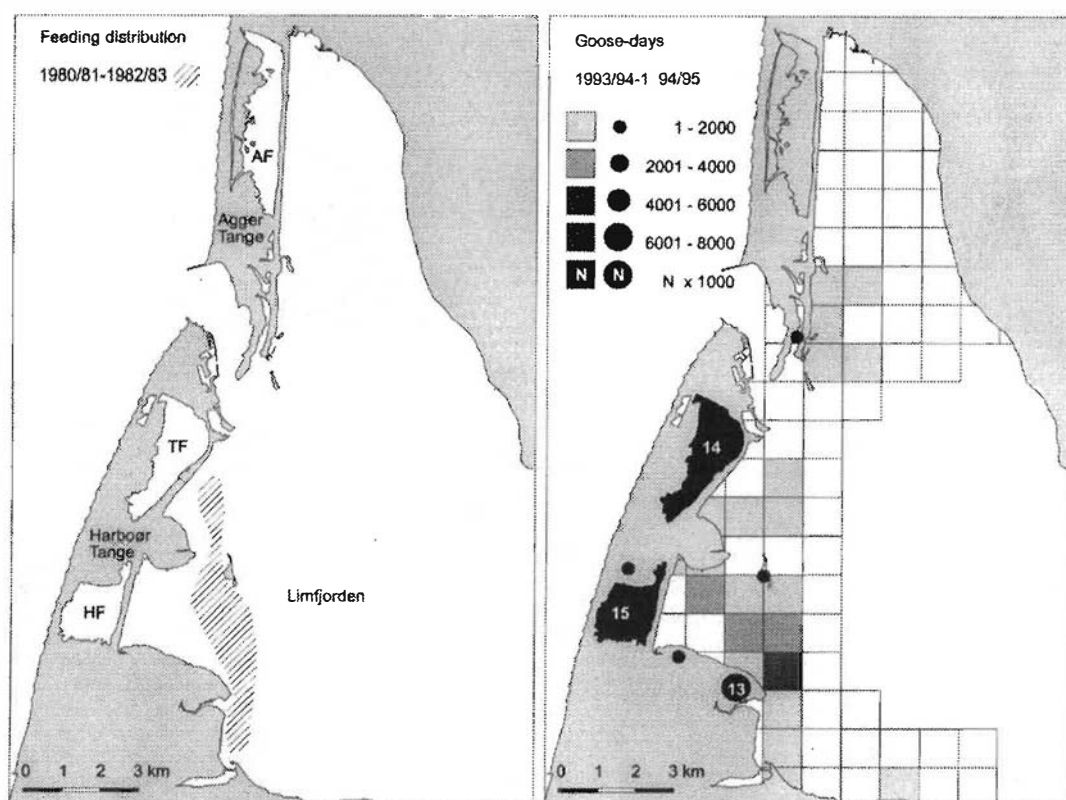 Feeding distribution
1980/81-1982/83
AF
Agger
Tange
TF
Harboør
Tange
HF
Limfjorden
0 1 2 3 km
Goose-days
1993/94-1 94/95
1 - 2000
2001 - 4000
4001 - 6000
6001 - 8000
N N N x 1000
14
15
13
0 1 2 3 km